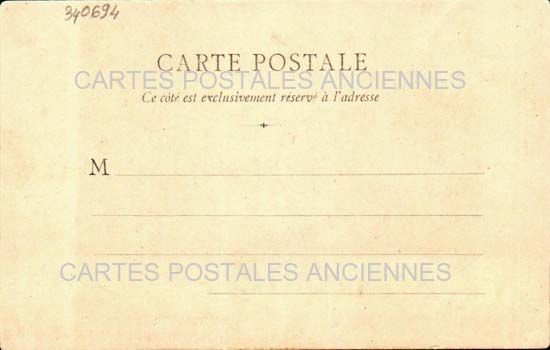 340694
CARTE POSTALE
CARTES POSTALES ANCIENNES
Ce côté est exclusivement réservé à l'adresse
M
CARTES POSTALES ANCIENNES